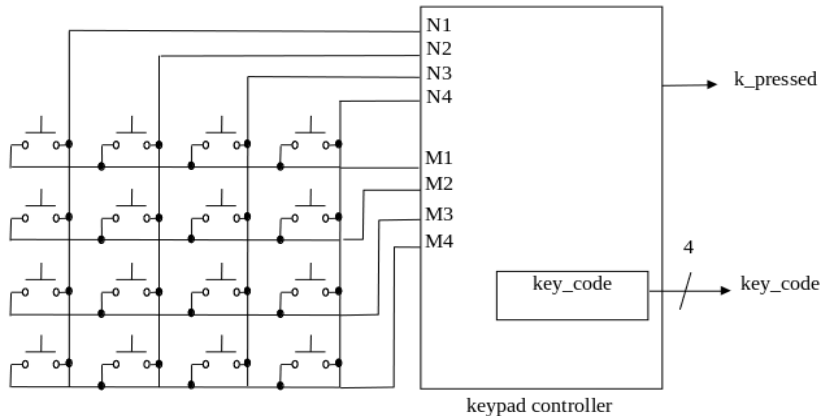 N1
N2
N3
N4
k_pressed
M1
M2
M3
M4
4
key_code
key_code
keypad controller